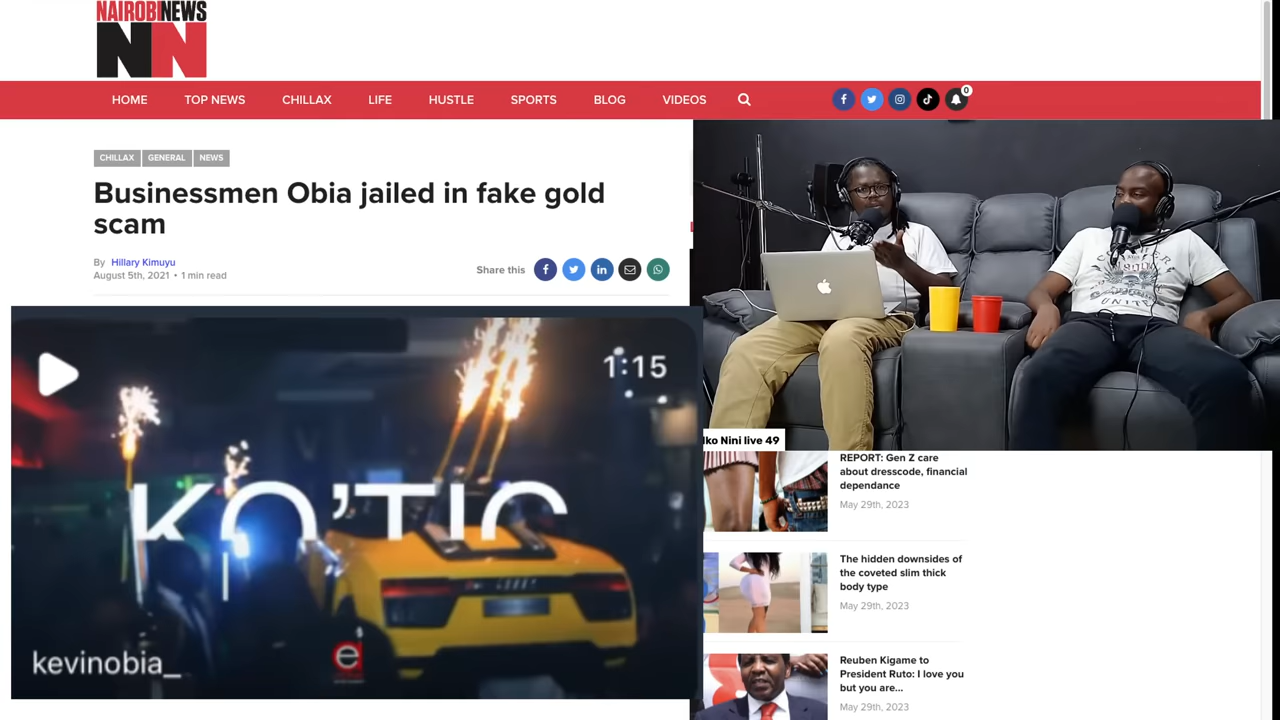 NAIROBINEWS
NN
HOME TOP NEWS CHILLAX LIFE HUSTLE SPORTS BLOG VIDEOS
0
CHILLAX GENERAL NEWS
Businessmen Obia jailed in fake gold
scam
By Hillary Kimuyu
August 5th, 2021 • 1 min read
Share this
1:15
KO'TIC
kevinobia_
e
Iko Nini live 49
REPORT: Gen Z care
about dresscode, financial
dependance
May 29th, 2023
The hidden downsides of
the coveted slim thick
body type
May 29th, 2023
Reuben Kigame to
President Ruto: I love you
but you are...
May 29th, 2023